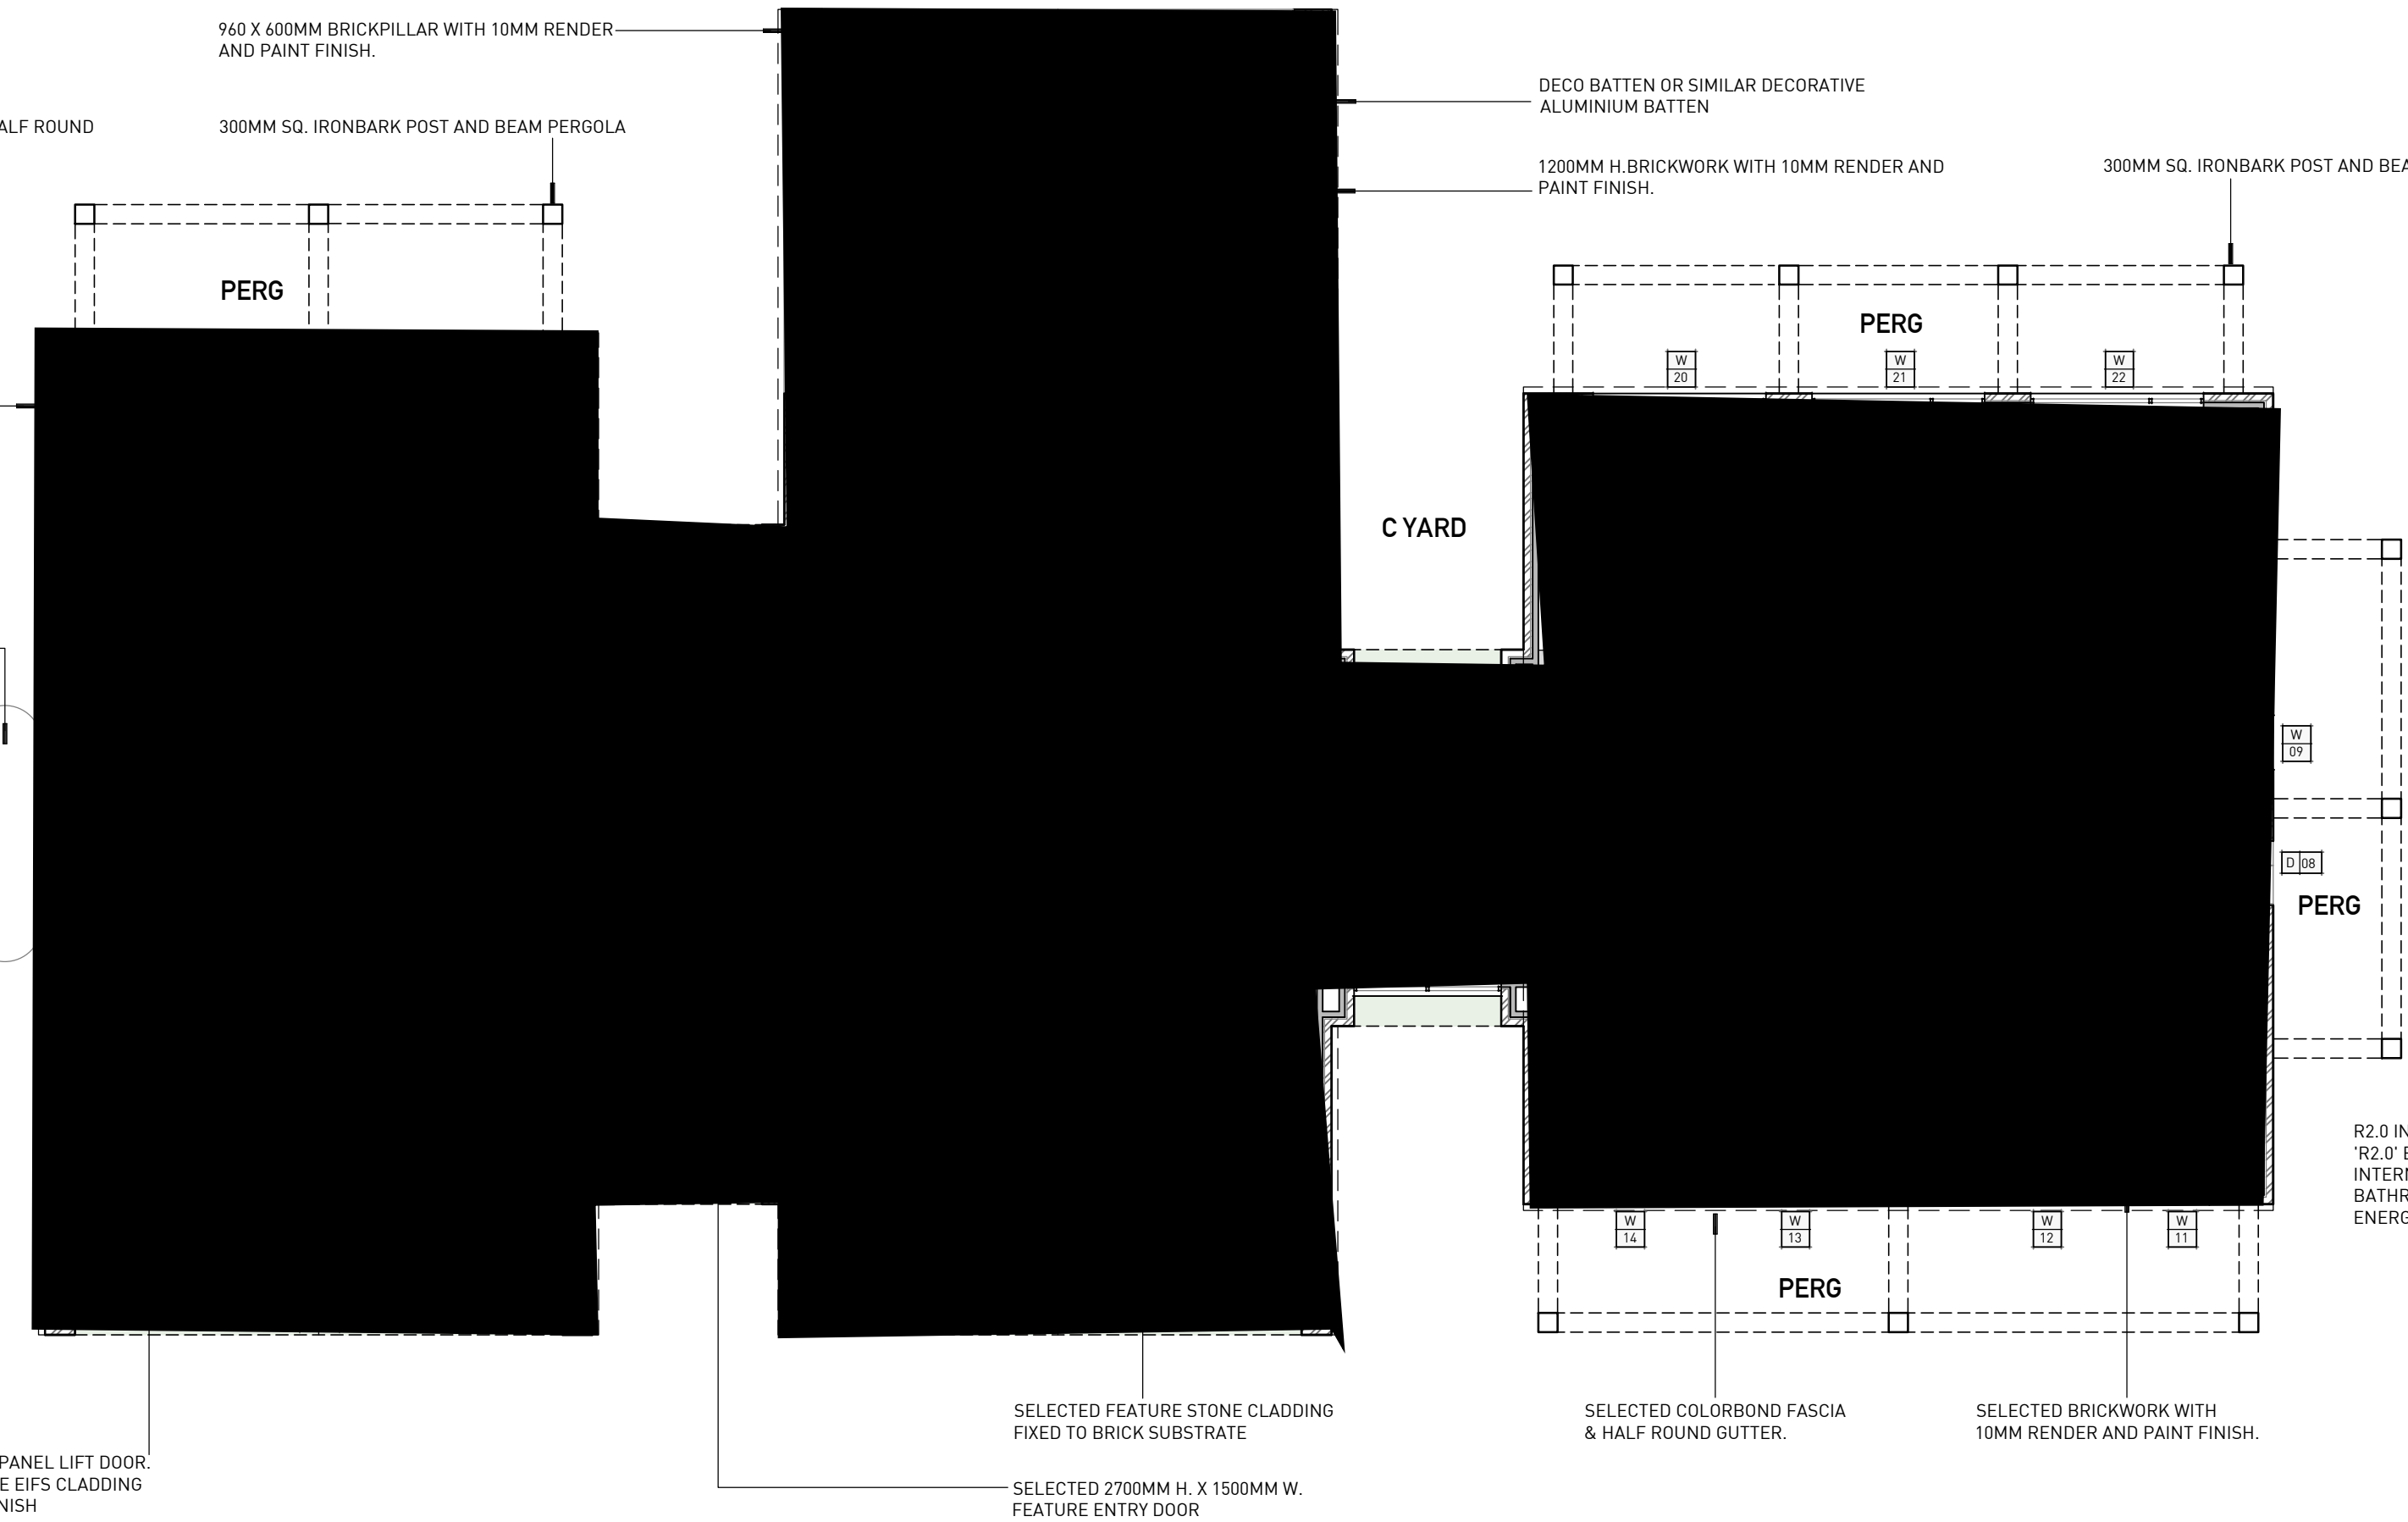 960 X 600MM BRICKPILLAR WITH 10MM RENDER
AND PAINT FINISH.
DECO BATTEN OR SIMILAR DECORATIVE
ALUMINIUM BATTEN
ALF ROUND
300MM SQ. IRONBARK POST AND BEAM PERGOLA
1200MM H.BRICKWORK WITH 10MM RENDER AND
PAINT FINISH.
300MM SQ. IRONBARK POST AND BEA
PERG
PERG
W
20
W
21
W
22
C YARD
W
09
D 08
PERG
R2.0 IN
'R2.0'
INTER
BATHR
ENERG
W
14
W
13
W
12
W
11
PERG
SELECTED FEATURE STONE CLADDING
FIXED TO BRICK SUBSTRATE
SELECTED COLORBOND FASCIA
& HALF ROUND GUTTER.
SELECTED BRICKWORK WITH
10MM RENDER AND PAINT FINISH.
PANEL LIFT DOOR.
E EIFS CLADDING
NISH
SELECTED 2700MM H. X 1500MM W.
FEATURE ENTRY DOOR